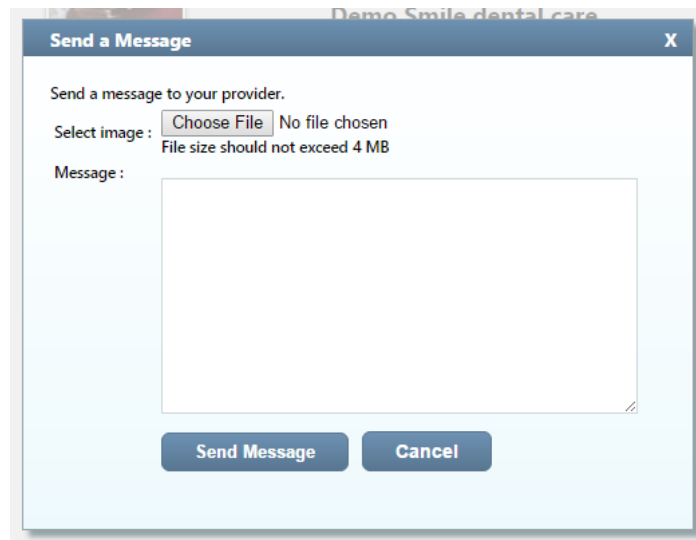 Demo Smile dental care
Send a Message X
Send a message to your provider.
Select image : Choose File No file chosen
File size should not exceed 4 MB
Message :
Send Message Cancel